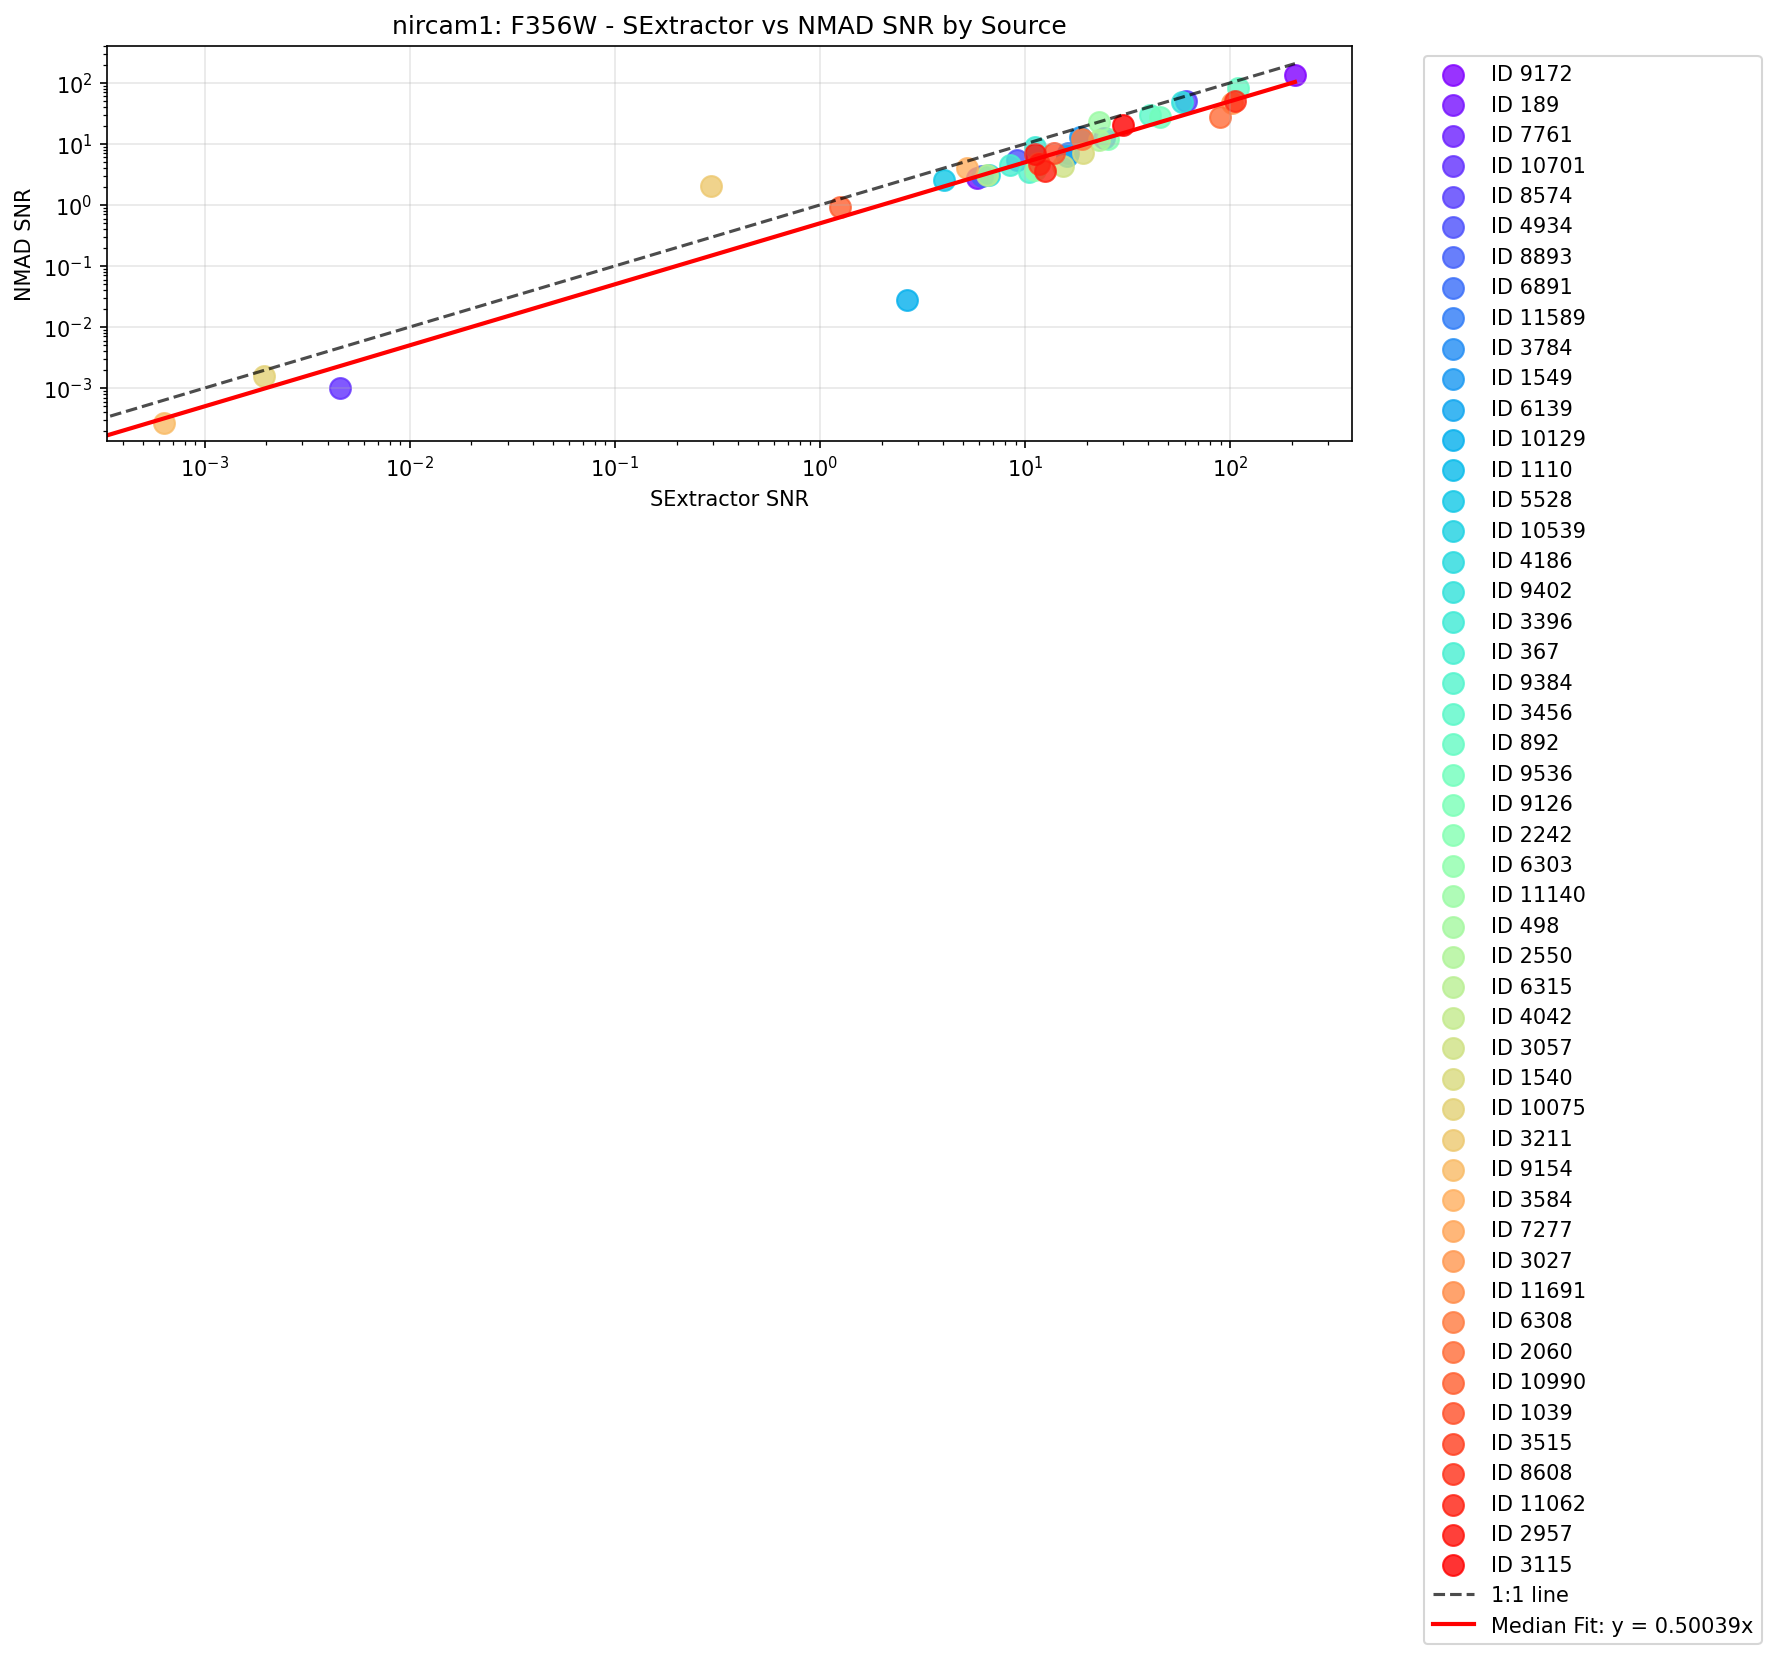 nircam1: F356W - SExtractor vs NMAD SNR by Source
NMAD SNR
10²
10¹
10⁰
10⁻¹
10⁻²
10⁻³
10⁻³
10⁻²
10⁻¹
10⁰
10¹
10²
SExtractor SNR
ID 9172
ID 189
ID 7761
ID 10701
ID 8574
ID 4934
ID 8893
ID 6891
ID 11589
ID 3784
ID 1549
ID 6139
ID 10129
ID 1110
ID 5528
ID 10539
ID 4186
ID 9402
ID 3396
ID 367
ID 9384
ID 3456
ID 892
ID 9536
ID 9126
ID 2242
ID 6303
ID 11140
ID 498
ID 2550
ID 6315
ID 4042
ID 3057
ID 1540
ID 10075
ID 3211
ID 9154
ID 3584
ID 7277
ID 3027
ID 11691
ID 6308
ID 2060
ID 10990
ID 1039
ID 3515
ID 8608
ID 11062
ID 2957
ID 3115
1:1 line
Median Fit: y = 0.50039x